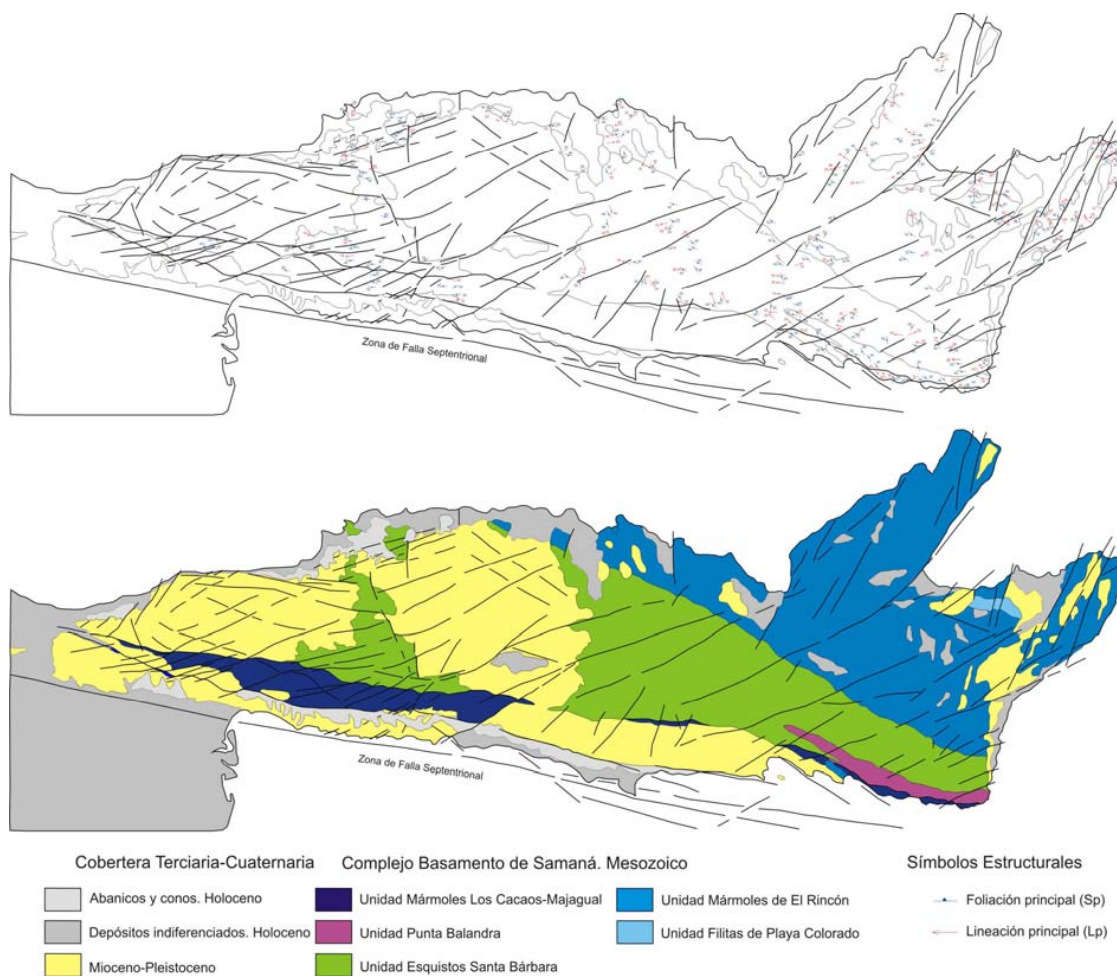 Zona de Falla Septentrional
Zona de Falla Septentrional
Cobertera Terciaria-Cuaternaria
Abanicos y conos. Holoceno
Depósitos indiferenciados. Holoceno
Mioceno-Pleistoceno
Complejo Basamento de Samaná. Mesozoico
Unidad Mármoles Los Cacaos-Majagual
Unidad Punta Balandra
Unidad Esquistos Santa Bárbara
Unidad Mármoles de El Rincón
Unidad Filitas de Playa Colorado
Símbolos Estructurales
Foliación principal (Sp)
Lineación principal (Lp)